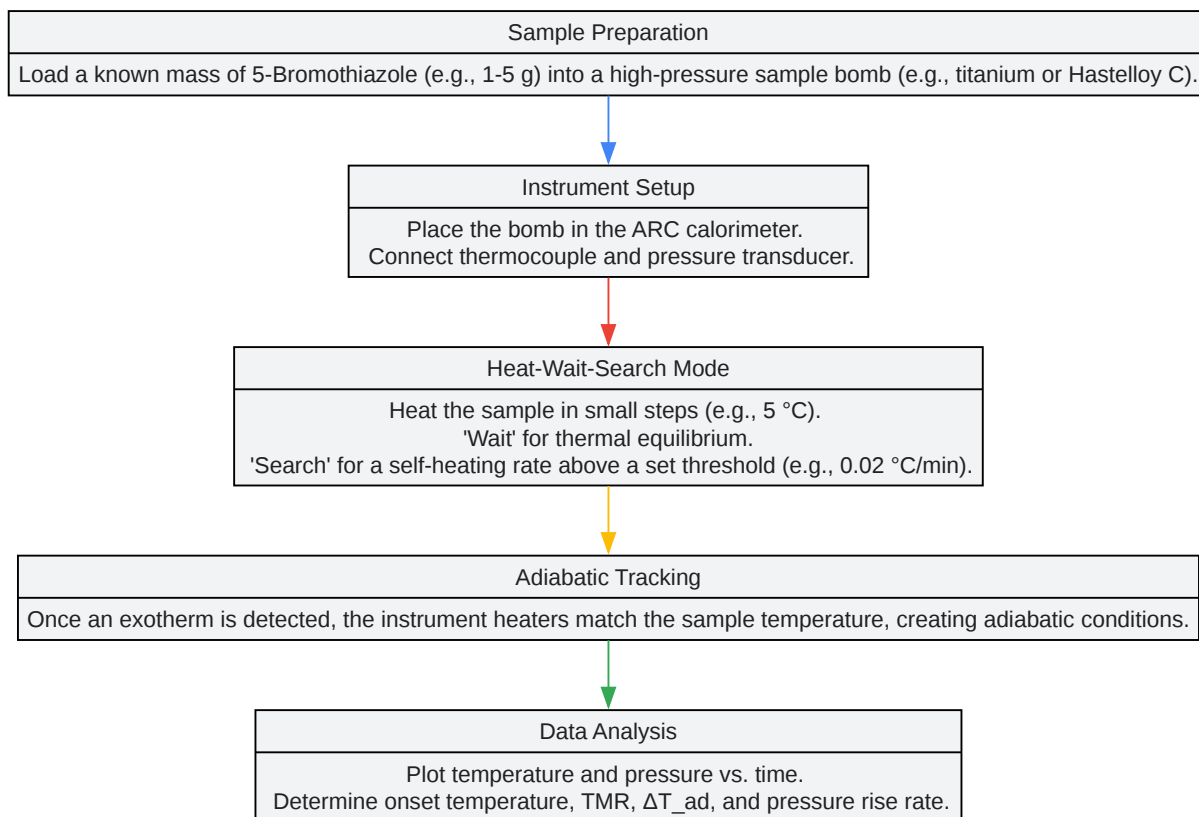 Sample Preparation
Load a known mass of 5-Bromothiazole (e.g., 1-5 g) into a high-pressure sample bomb (e.g., titanium or Hastelloy C).
Instrument Setup
Place the bomb in the ARC calorimeter.
Connect thermocouple and pressure transducer.
Heat-Wait-Search Mode
Heat the sample in small steps (e.g., 5 °C).
'Wait' for thermal equilibrium.
'Search' for a self-heating rate above a set threshold (e.g., 0.02 °C/min).
Adiabatic Tracking
Once an exotherm is detected, the instrument heaters match the sample temperature, creating adiabatic conditions.
Data Analysis
Plot temperature and pressure vs. time.
Determine onset temperature, TMR, ΔT_ad, and pressure rise rate.